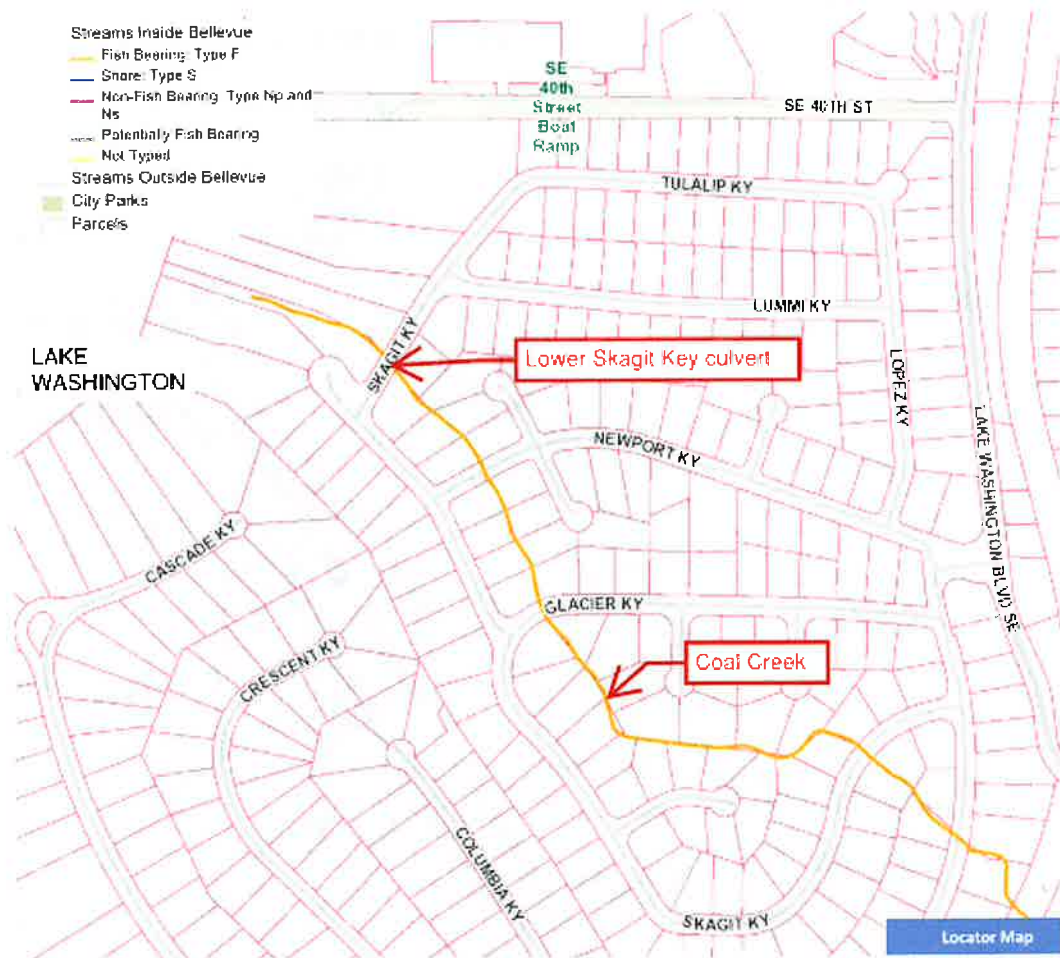 Streams Inside Bellevue
Fish Bearing: Type F
Shore: Type S
Non-Fish Bearing: Type Np and
Ns
Potentially Fish Bearing
Not Typed
Streams Outside Bellevue
City Parks
Parcels
SE
40th
Street
Boat
Ramp
SE 40TH ST
TULALIP KY
LUMMI KY
SKAGIT KY
LAKE
WASHINGTON
Lower Skagit Key culvert
LOPEZ KY
NEWPORT KY
LAKE WASHINGTON BLVD SE
CASCADE KY
GLACIER KY
CRESCENT KY
Coal Creek
COLUMBIA KY
SKAGIT KY
Locator Map